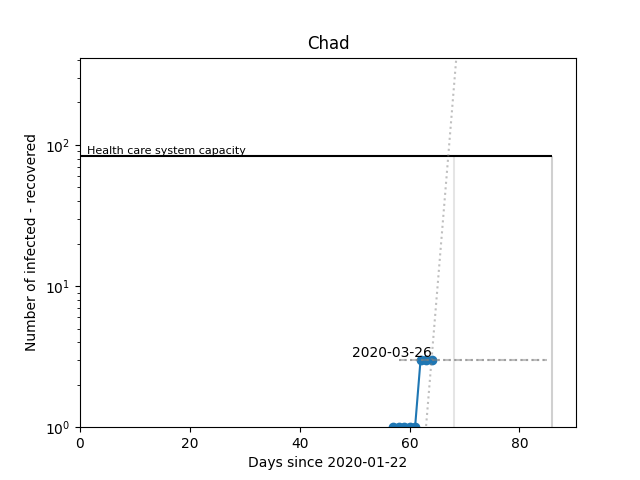 Chad
Number of infected - recovered
10²
Health care system capacity
10¹
2020-03-26
10⁰
0 20 40 60 80
Days since 2020-01-22